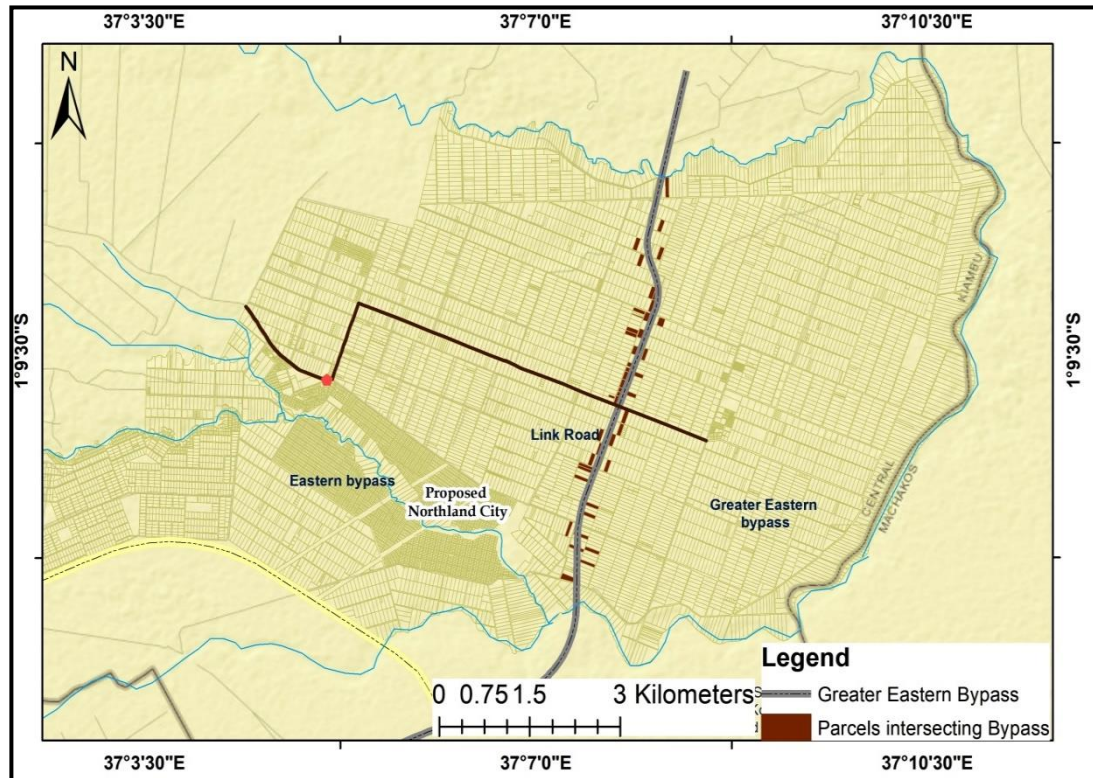 37°3'30"E 37°7'0"E 37°10'30"E
N
KIAMBU
1°9'30"S
1°9'30"S
Link Road
Eastern bypass
Proposed
Northland City
Greater Eastern
bypass
CENTRAL
MACHAKOS
Legend
0 0.75 1.5 3 Kilometers
Greater Eastern Bypass
Parcels intersecting Bypass
37°3'30"E 37°7'0"E 37°10'30"E